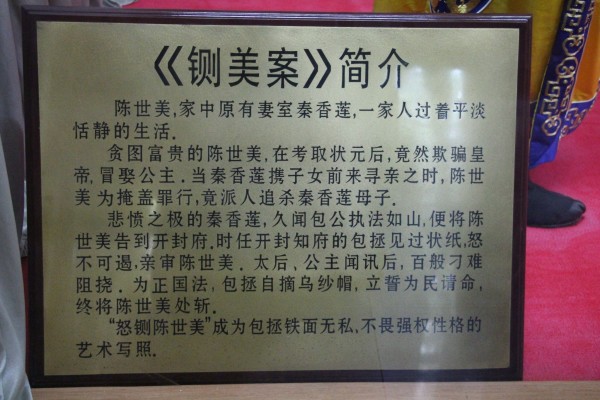 《铡美案》简介
陈世美,家中原有妻室秦香莲,一家人过着平淡
恬静的生活.
贪图富贵的陈世美,在考取状元后,竟然欺骗皇
帝,冒娶公主.当秦香莲携子女前来寻亲之时,陈世
美为掩盖罪行,竟派人追杀秦香莲母子.
悲愤之极的秦香莲,久闻包公执法如山,便将陈
世美告到开封府.时任开封知府的包拯见过状纸,怒
不可遏,亲审陈世美.太后,公主闻讯后,百般刁难
阻挠.为正国法,包拯自摘乌纱帽,立誓为民请命,
终将陈世美处斩.
“怒铡陈世美”成为包拯铁面无私,不畏强权性格的
艺术写照.